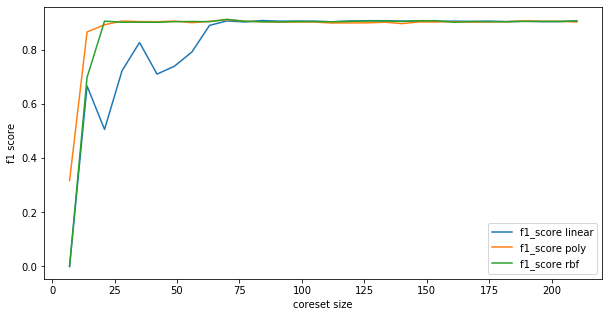 0.8
0.6
0.4
0.2
0.0
f1 score
0 25 50 75 100 125 150 175 200
coreset size
f1_score linear
f1_score poly
f1_score rbf